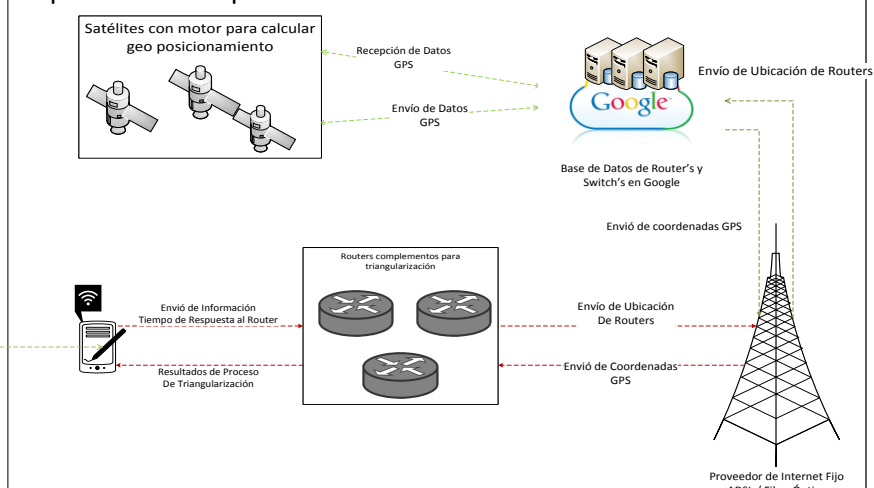 Satélites con motor para calcular
geo posicionamiento
Recepción de Datos
GPS
Envío de Datos
GPS
Google
Envío de Ubicación de Routers
Base de Datos de Router's y
Switch's en Google
Envió de coordenadas GPS
Routers complementos para
triangularización
Envió de Información
Tiempo de Respuesta al Router
Envío de Ubicación
De Routers
Resultados de Proceso
De Triangularización
Envió de Coordenadas
GPS
Proveedor de Internet Fijo